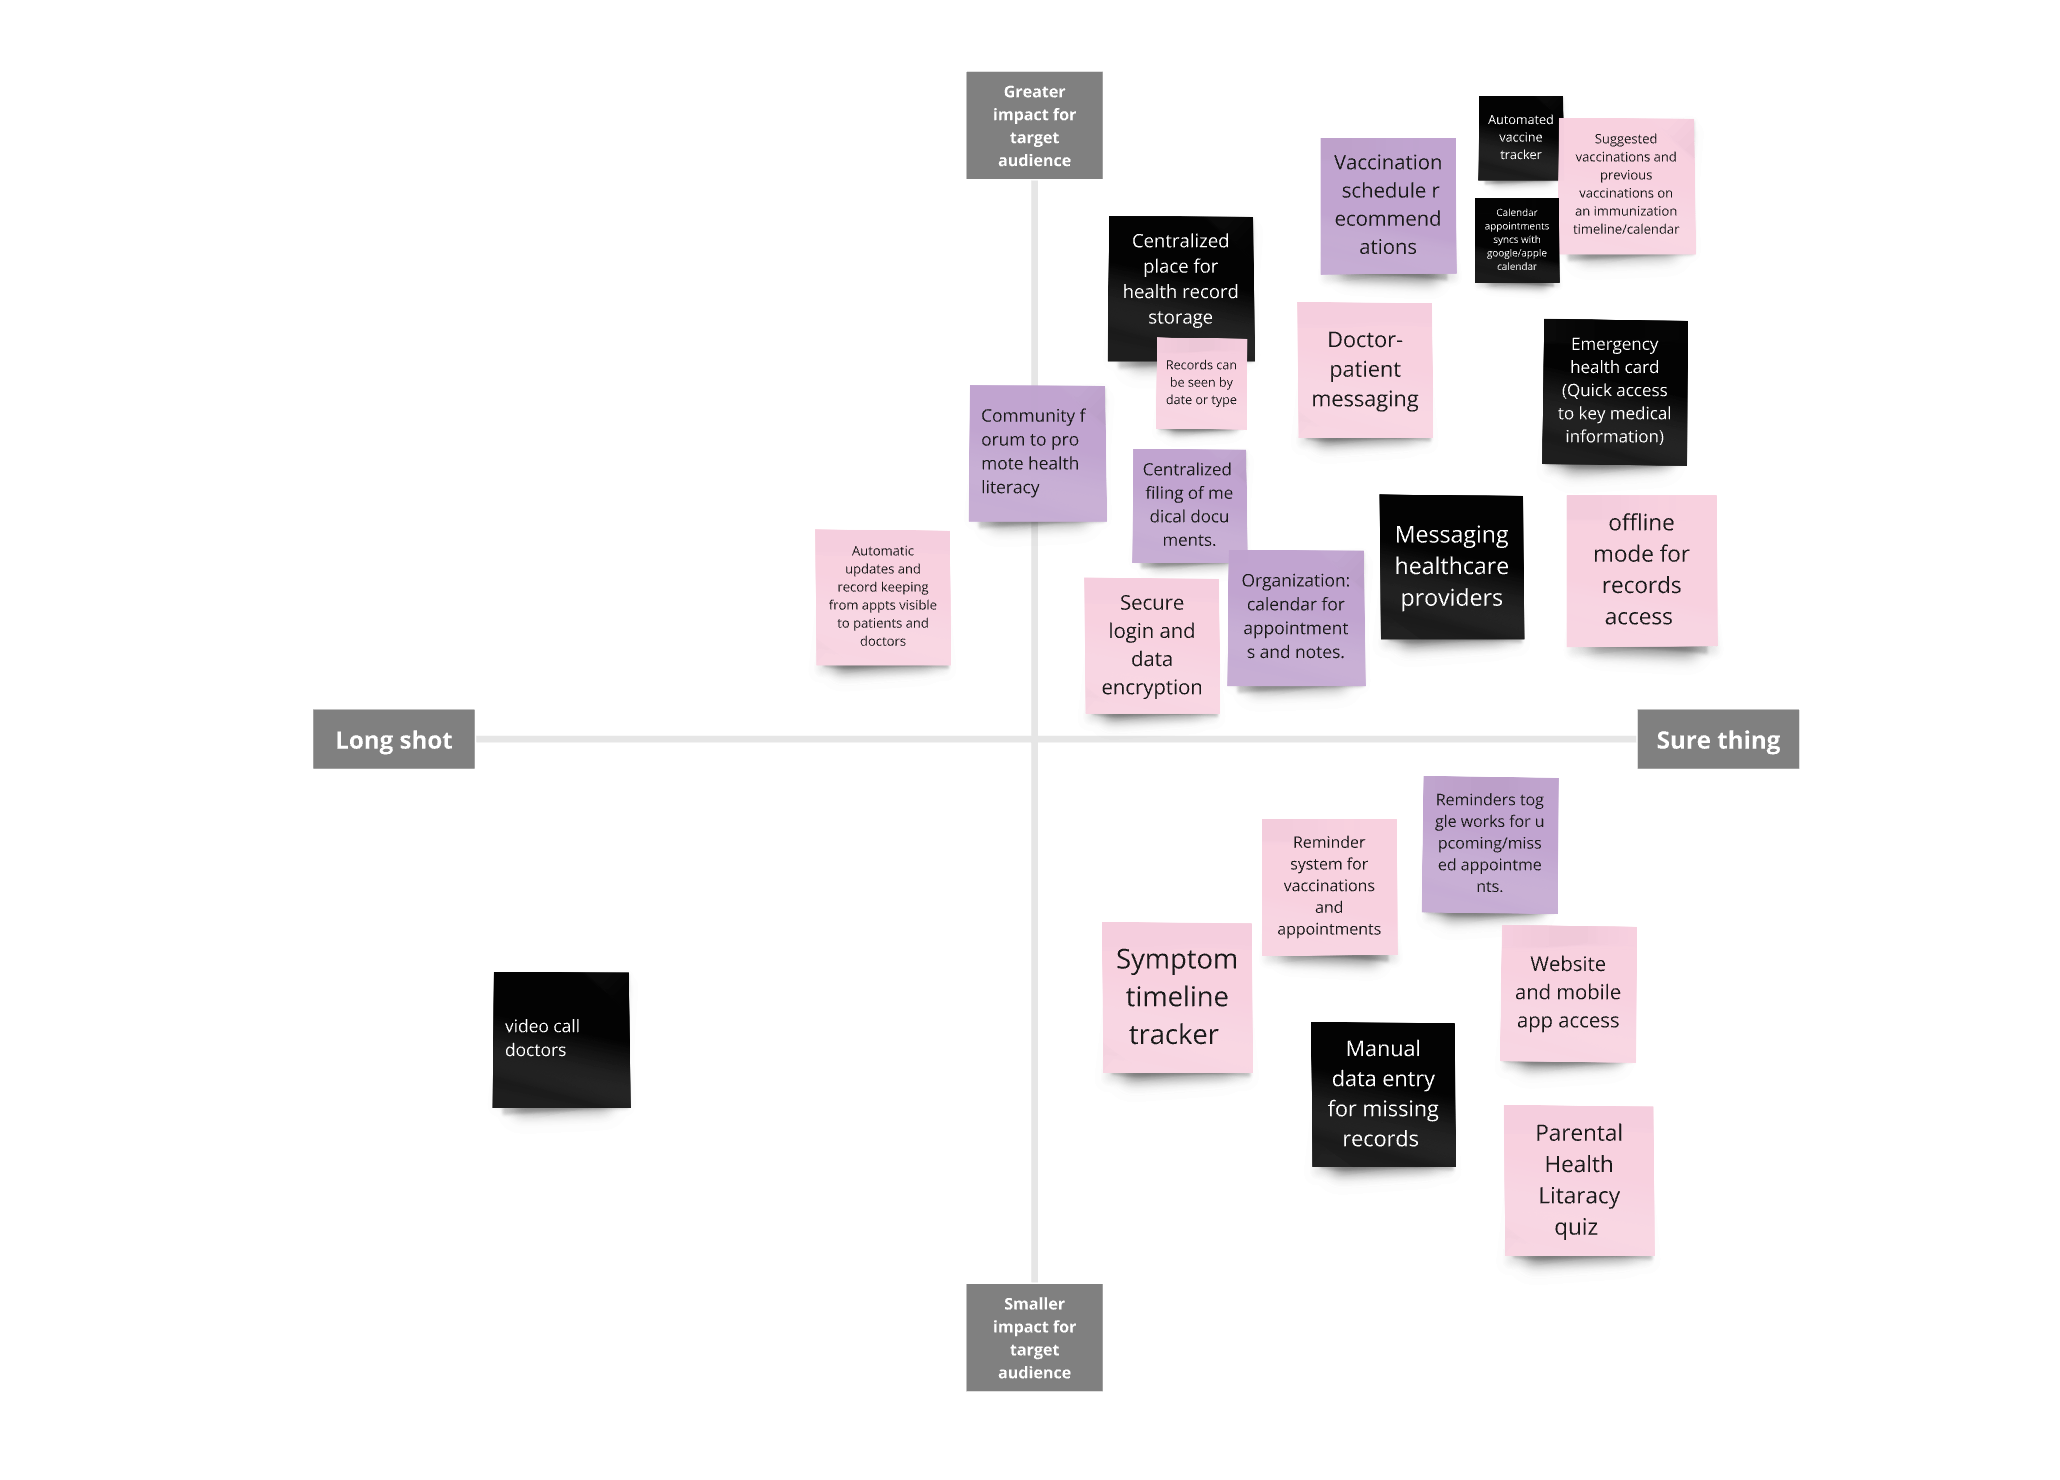 Greater
impact for
target
audience
Automated
vaccine
tracker
Suggested
vaccinations and
previous
vaccinations on
an immunization
timeline/calendar
Vaccination
schedule r
ecommend
ations
Calendar
appointments
syncs with
google/apple
calendar
Centralized
place for
health record
storage
Records can
be seen by
date or type
Doctor-
patient
messaging
Emergency
health card
(Quick access
to key medical
information)
Community f
orum to pro
mote health
literacy
Centralized
filing of me
dical docu
ments.
Messaging
healthcare
providers
offline
mode for
records
access
Automatic
updates and
record keeping
from appts visible
to patients and
doctors
Secure
login and
data
encryption
Organization:
calendar for
appointment
s and notes.
Long shot
Sure thing
Reminders tog
gle works for u
pcoming/miss
ed appointme
nts.
Reminder
system for
vaccinations
and
appointments
Symptom
timeline
tracker
Website
and mobile
app access
video call
doctors
Manual
data entry
for missing
records
Parental
Health
Litaracy
quiz
Smaller
impact for
target
audience